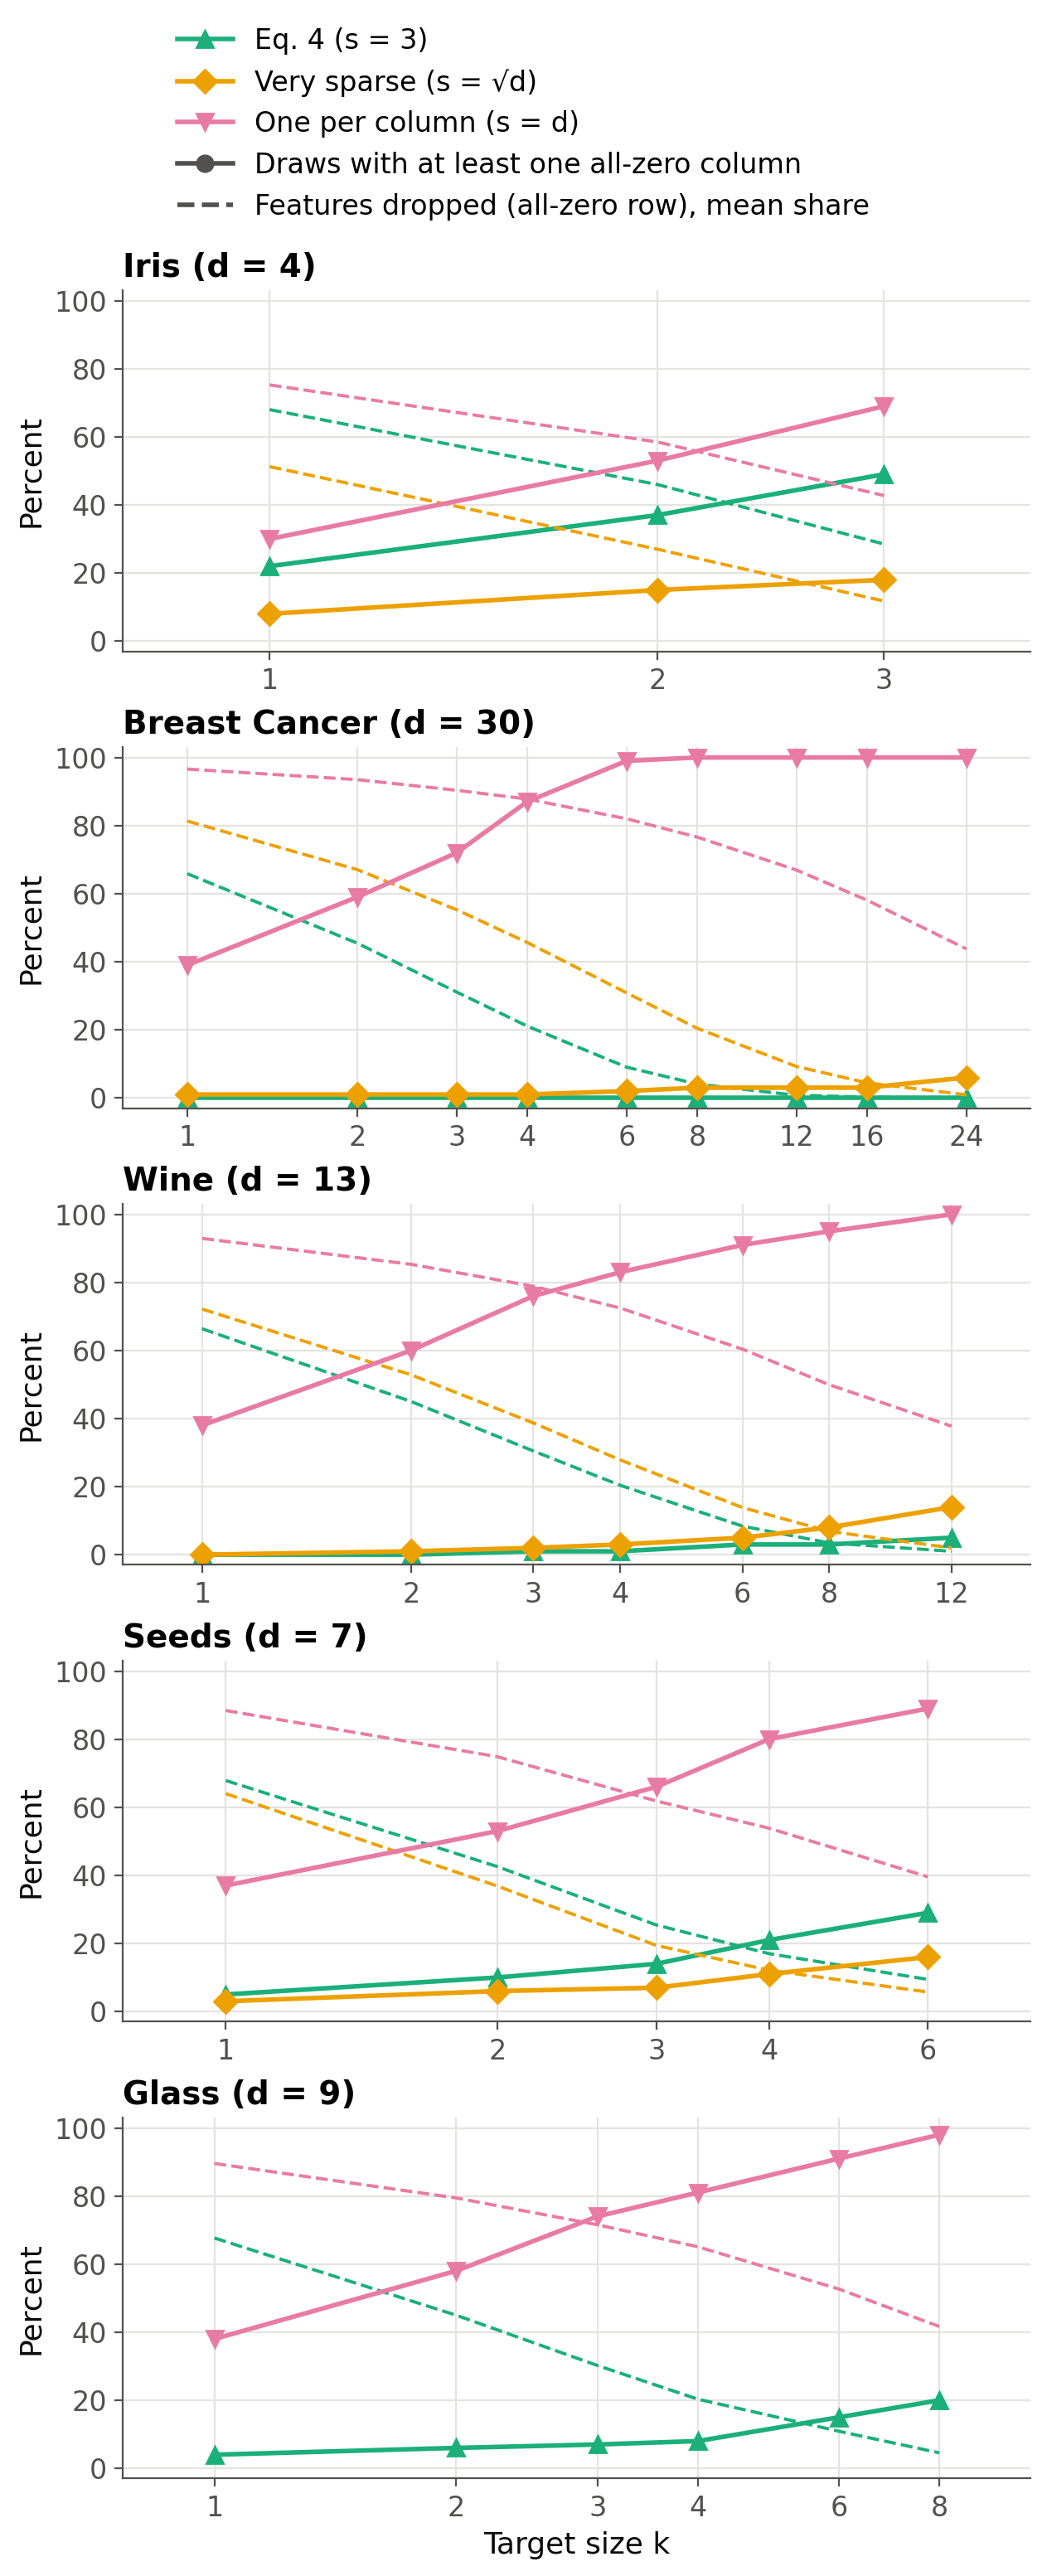 Eq. 4 (s = 3)
Very sparse (s = √d)
One per column (s = d)
Draws with at least one all-zero column
Features dropped (all-zero row), mean share
Iris (d = 4)
100
80
60
40
20
0
Percent
1 2 3
Breast Cancer (d = 30)
100
80
60
40
20
0
Percent
1 2 3 4 6 8 12 16 24
Wine (d = 13)
100
80
60
40
20
0
Percent
1 2 3 4 6 8 12
Seeds (d = 7)
100
80
60
40
20
0
Percent
1 2 3 4 6
Glass (d = 9)
100
80
60
40
20
0
Percent
1 2 3 4 6 8
Target size k